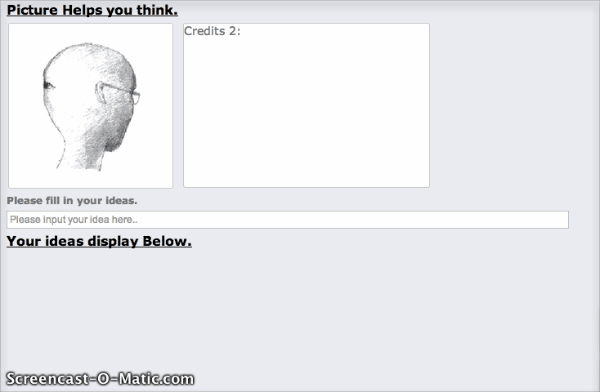 Picture Helps you think.
Credits 2:
Please fill in your ideas.
Please input your idea here..
Your ideas display Below.
Screencast-O-Matic.com